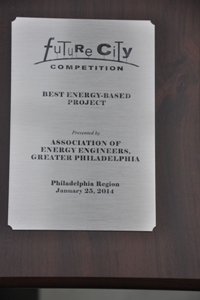 FUTURE CITY
COMPETITION
BEST ENERGY-BASED
PROJECT
Presented by
ASSOCIATION OF
ENERGY ENGINEERS,
GREATER PHILADELPHIA
Philadelphia Region
January 25, 2014